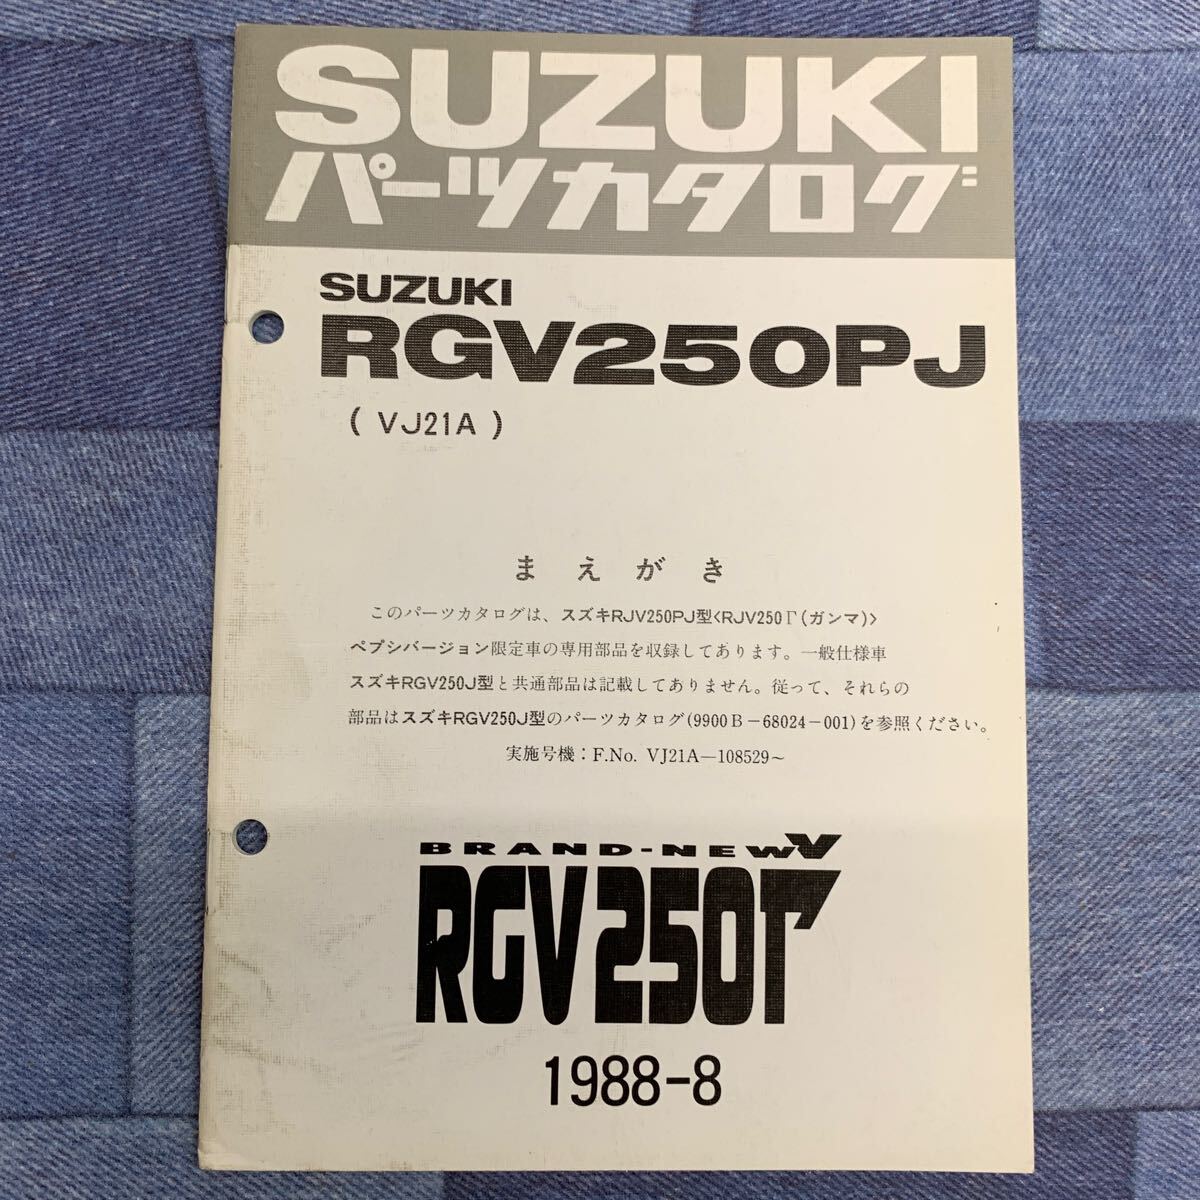 SUZUKI
パーツカタログ
SUZUKI
RGV250PJ
( VJ21A )
まえがき
このパーツカタログは、スズキRJV250PJ型<RJV250Γ(ガンマ)>
ペプシバージョン限定車の専用部品を収録してあります。一般仕様車
スズキRGV250J型と共通部品は記載してありません。従って、それらの
部品はスズキRGV250J型のパーツカタログ(9900B-68024-001)を参照ください。
実施号機：F.No. VJ21A—108529~
BRAND-NEW V
RGV250Γ
1988-8